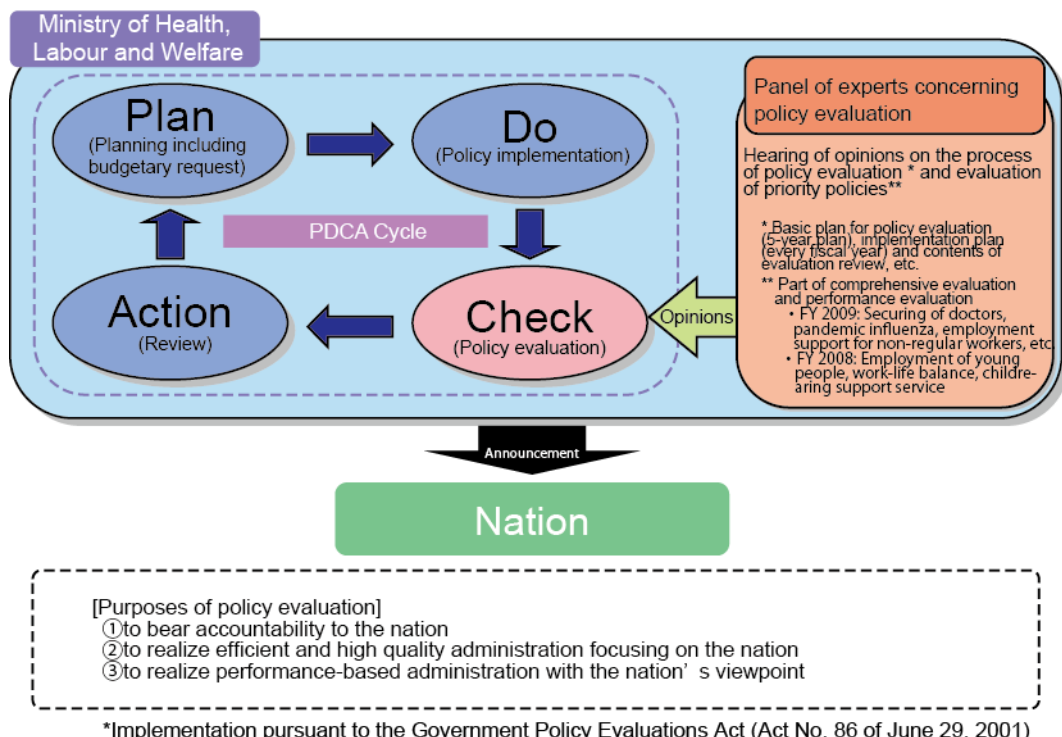 Ministry of Health,
Labour and Welfare
Plan
(Planning including
budgetary request)
Do
(Policy implementation)
PDCA Cycle
Action
(Review)
Check
(Policy evaluation)
Opinions
Panel of experts concerning
policy evaluation
Hearing of opinions on the process
of policy evaluation * and evaluation
of priority policies**
* Basic plan for policy evaluation
(5-year plan), implementation plan
(every fiscal year) and contents of
evaluation review, etc.
** Part of comprehensive evaluation
and performance evaluation
• FY 2009: Securing of doctors,
pandemic influenza, employment
support for non-regular workers, etc.
• FY 2008: Employment of young
people, work-life balance, childre-
aring support service
Announcement
Nation
[Purposes of policy evaluation]
①to bear accountability to the nation
②to realize efficient and high quality administration focusing on the nation
③to realize performance-based administration with the nation' s viewpoint
*Implementation pursuant to the Government Policy Evaluations Act (Act No. 86 of June 29, 2001)